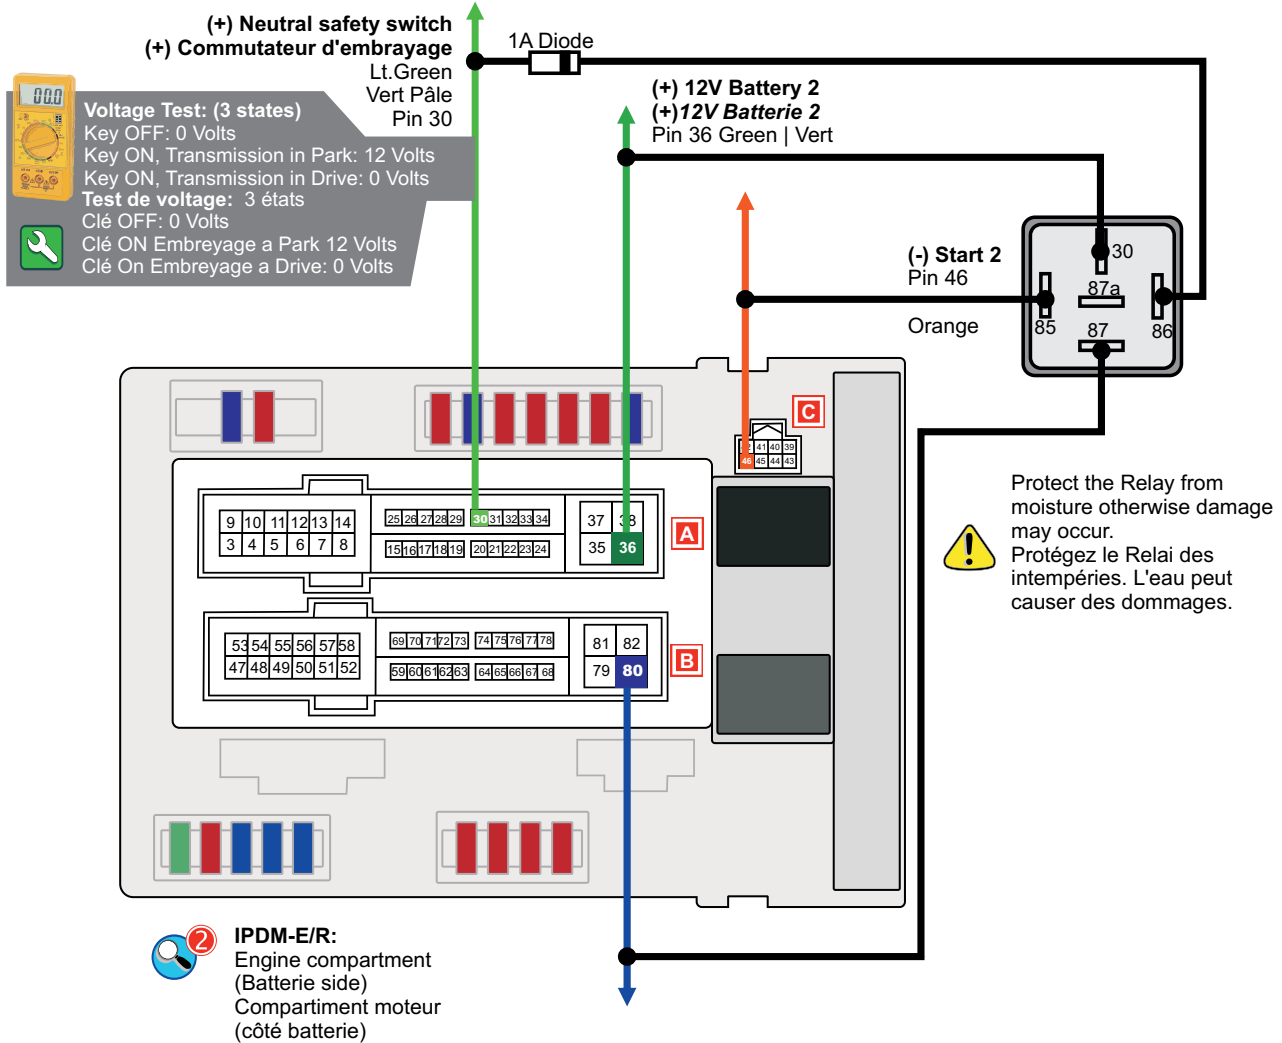 (+) Neutral safety switch
(+) Commutateur d'embrayage
Lt.Green
Vert Pâle
Pin 30
1A Diode
(+) 12V Battery 2
(+)12V Batterie 2
Pin 36 Green | Vert
00.0
Voltage Test: (3 states)
Key OFF: 0 Volts
Key ON, Transmission in Park: 12 Volts
Key ON, Transmission in Drive: 0 Volts
Test de voltage: 3 états
Clé OFF: 0 Volts
Clé ON Embreyage a Park 12 Volts
Clé On Embreyage a Drive: 0 Volts
(-) Start 2
Pin 46
Orange
30
87a
85
87
86
C
41 40 39
46 45 44 43
9 10 11 12 13 14
3 4 5 6 7 8
25 26 27 28 29 30 31 32 33 34
15 16 17 18 19 20 21 22 23 24
37 38
35 36
A
53 54 55 56 57 58
47 48 49 50 51 52
69 70 71 72 73 74 75 76 77 78
59 60 61 62 63 64 65 66 67 68
81 82
79 80
B
Protect the Relay from
moisture otherwise damage
may occur.
Protégez le Relai des
intempéries. L'eau peut
causer des dommages.
2
IPDM-E/R:
Engine compartment
(Batterie side)
Compartiment moteur
(côté batterie)